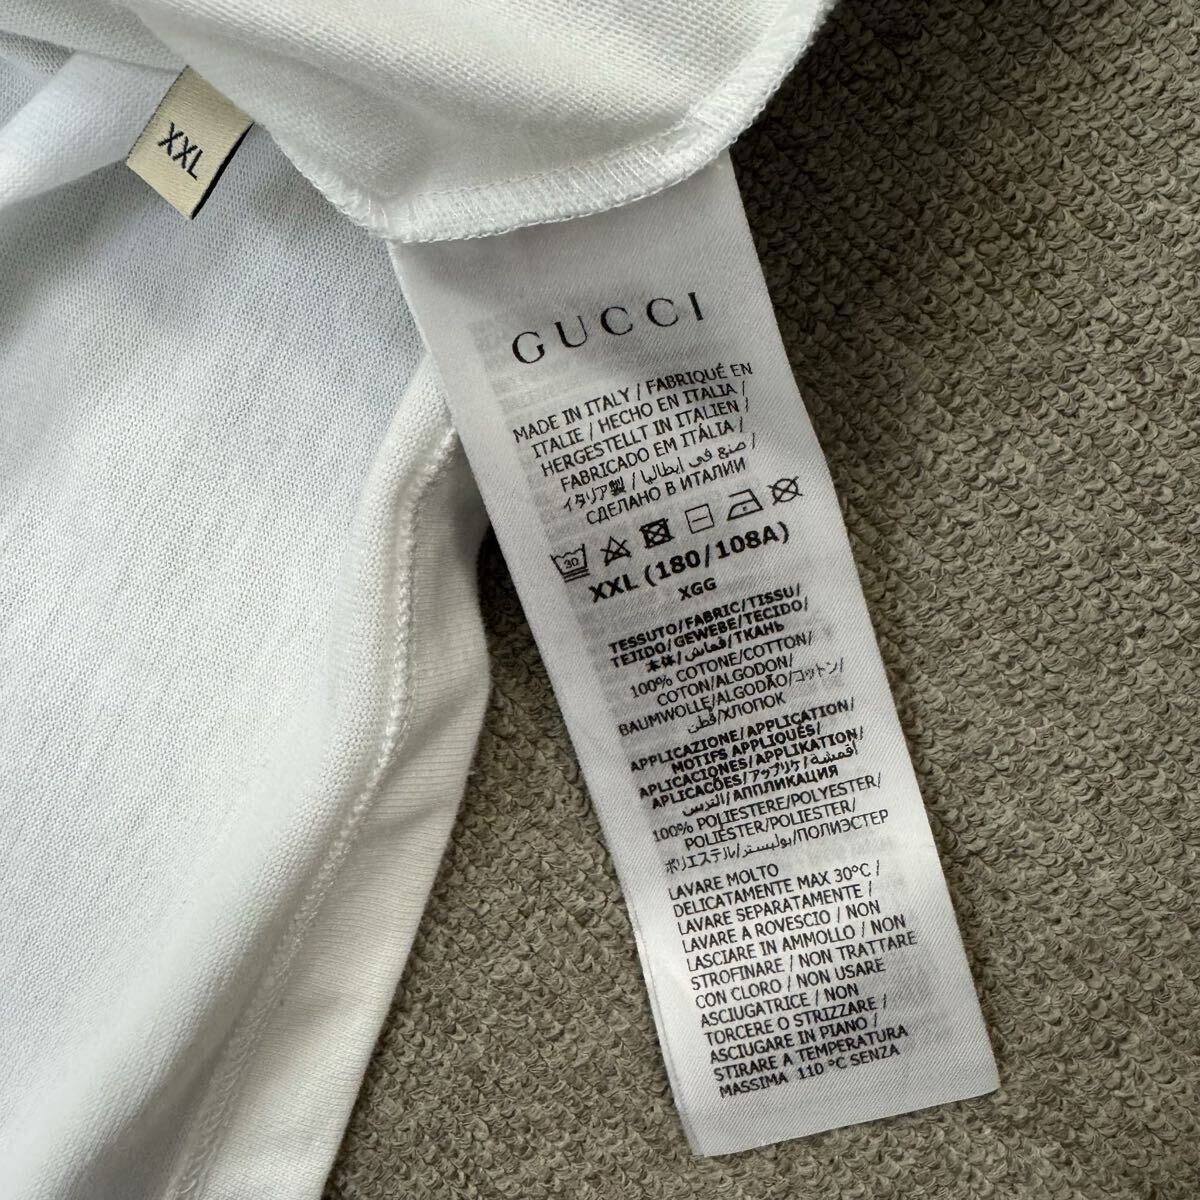 XXL
GUCCI
MADE IN ITALY / FABRIQUÉ EN
ITALIE / HECHO EN ITALIA /
HERGESTELLT IN ITALIEN /
FABRICADO EM ITÁLIA /
イタリア製 / صنع في إيطاليا /
СДЕЛАНО В ИТАЛИИ
30
XXL (180/108A)
XGG
TESSUTO/FABRIC/TISSU/
TEJIDO/GEWEBE/TECIDO/
本体/قماش/ТКАНЬ
100% COTONE/COTTON/
COTON/ALGODON/
BAUMWOLLE/ALGODÃO/コットン/
قطن/ХЛОПОК
APPLICAZIONE/APPLICATION/
MOTIFS APPLIQUÉS/
APLICACIONES/APPLIKATION/
APLICACÕES/アップリケ/أقمشة
التزيين/АППЛИКАЦИЯ
100% POLIESTERE/POLYESTER/
POLIÉSTER/POLIESTER/
ポリエステル/بوليستر/ПОЛИЭСТЕР
LAVARE MOLTO
DELICATAMENTE MAX 30°C /
LAVARE SEPARATAMENTE /
LAVARE A ROVESCIO / NON
LASCIARE IN AMMOLLO / NON
STROFINARE / NON TRATTARE
CON CLORO / NON USARE
ASCIUGATRICE / NON
TORCERE O STRIZZARE /
ASCIUGARE IN PIANO /
STIRARE A TEMPERATURA
MASSIMA 110 °C SENZA